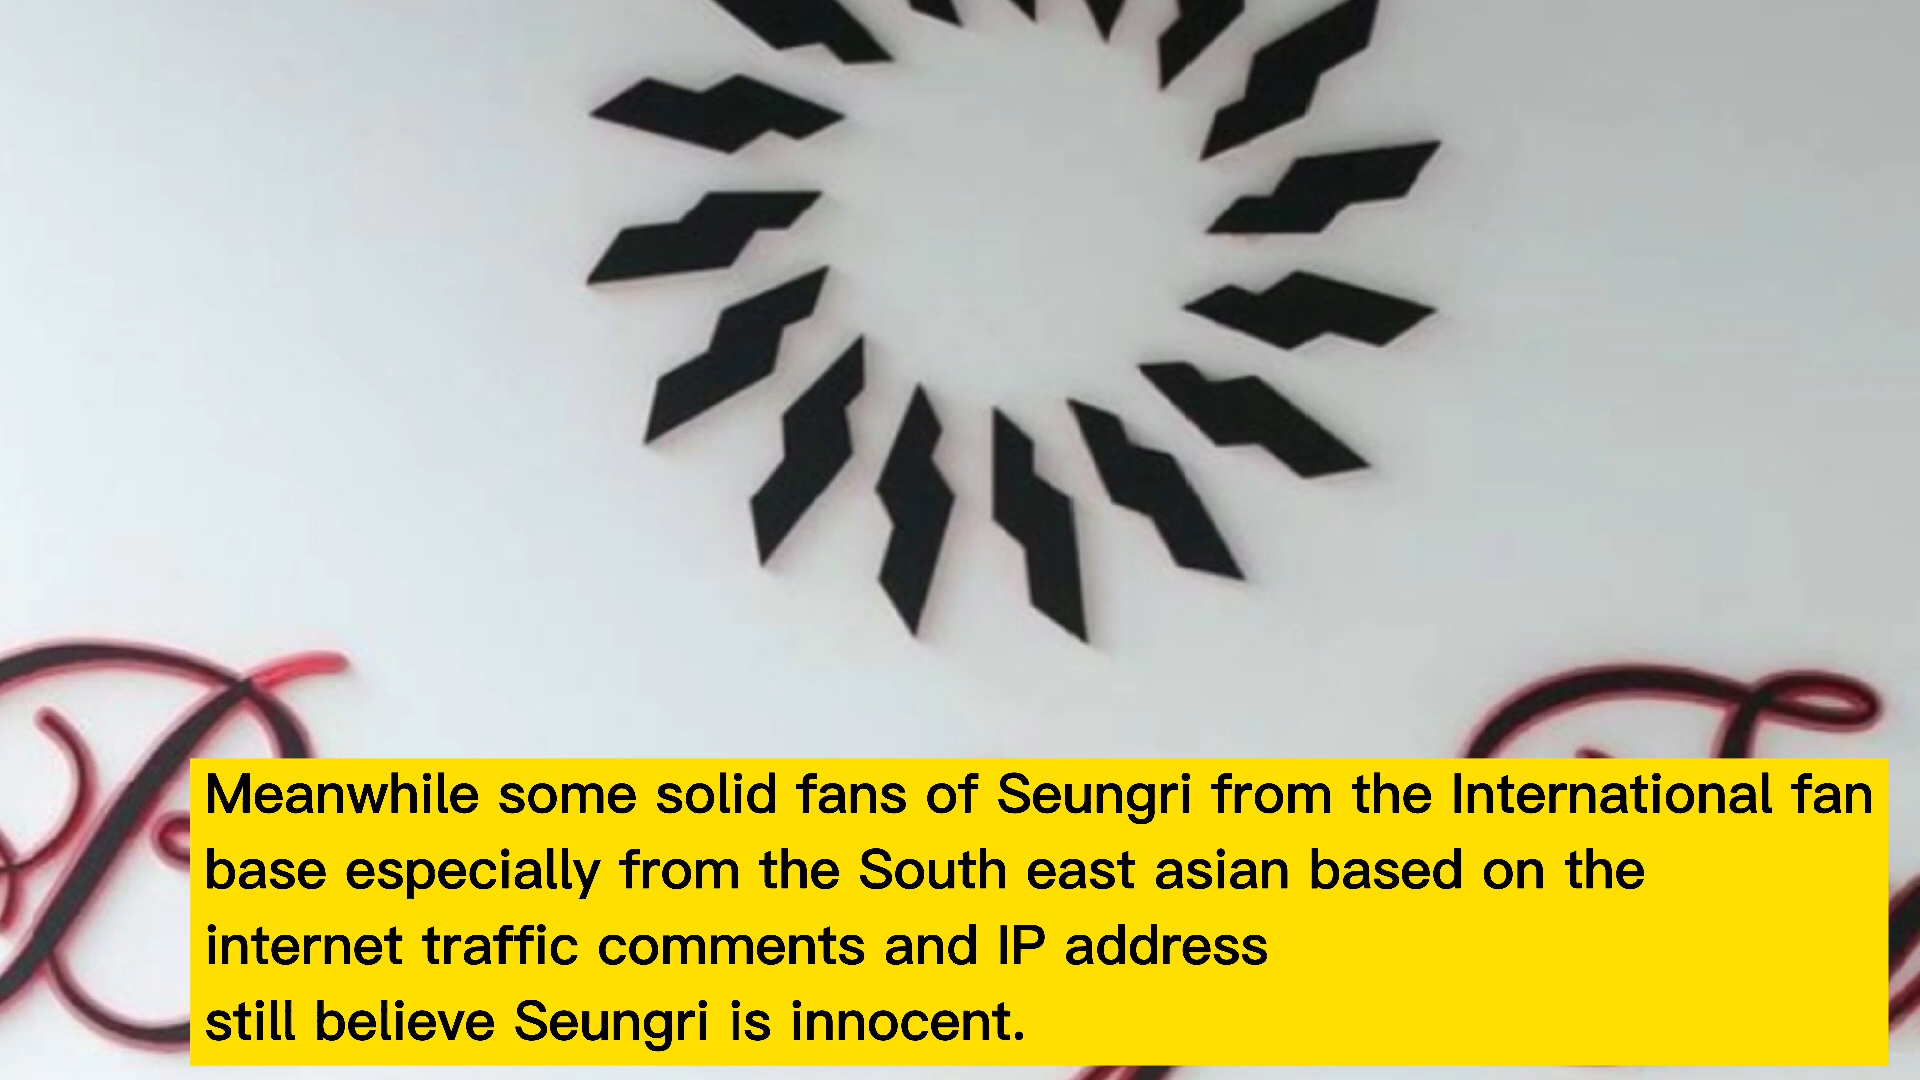 Meanwhile some solid fans of Seungri from the International fan
base especially from the South east asian based on the
internet traffic comments and IP address
still believe Seungri is innocent.